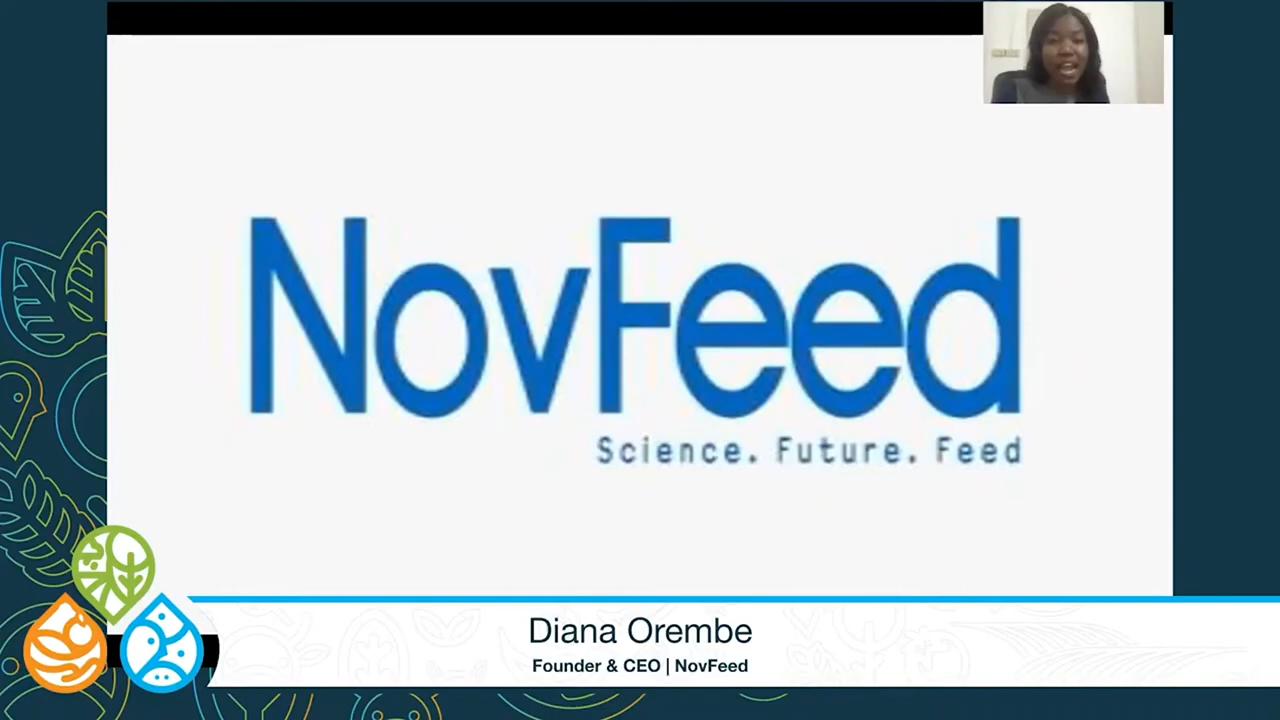 NovFeed
Science. Future. Feed
Diana Orembe
Founder & CEO | NovFeed